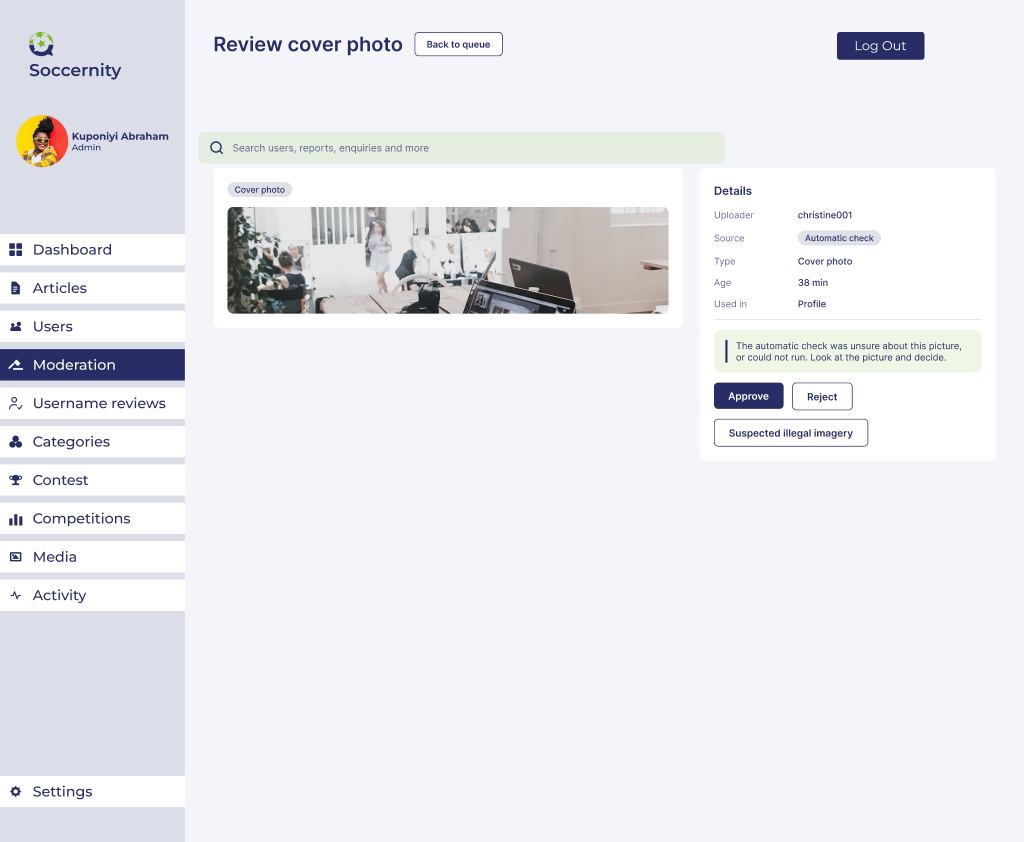 Soccernity
Kuponiyi Abraham
Admin
Dashboard
Articles
Users
Moderation
Username reviews
Categories
Contest
Competitions
Media
Activity
Settings
Review cover photo
Back to queue
Log Out
Search users, reports, enquiries and more
Cover photo
Details
Uploader christine001
Source Automatic check
Type Cover photo
Age 38 min
Used in Profile
The automatic check was unsure about this picture,
or could not run. Look at the picture and decide.
Approve Reject
Suspected illegal imagery